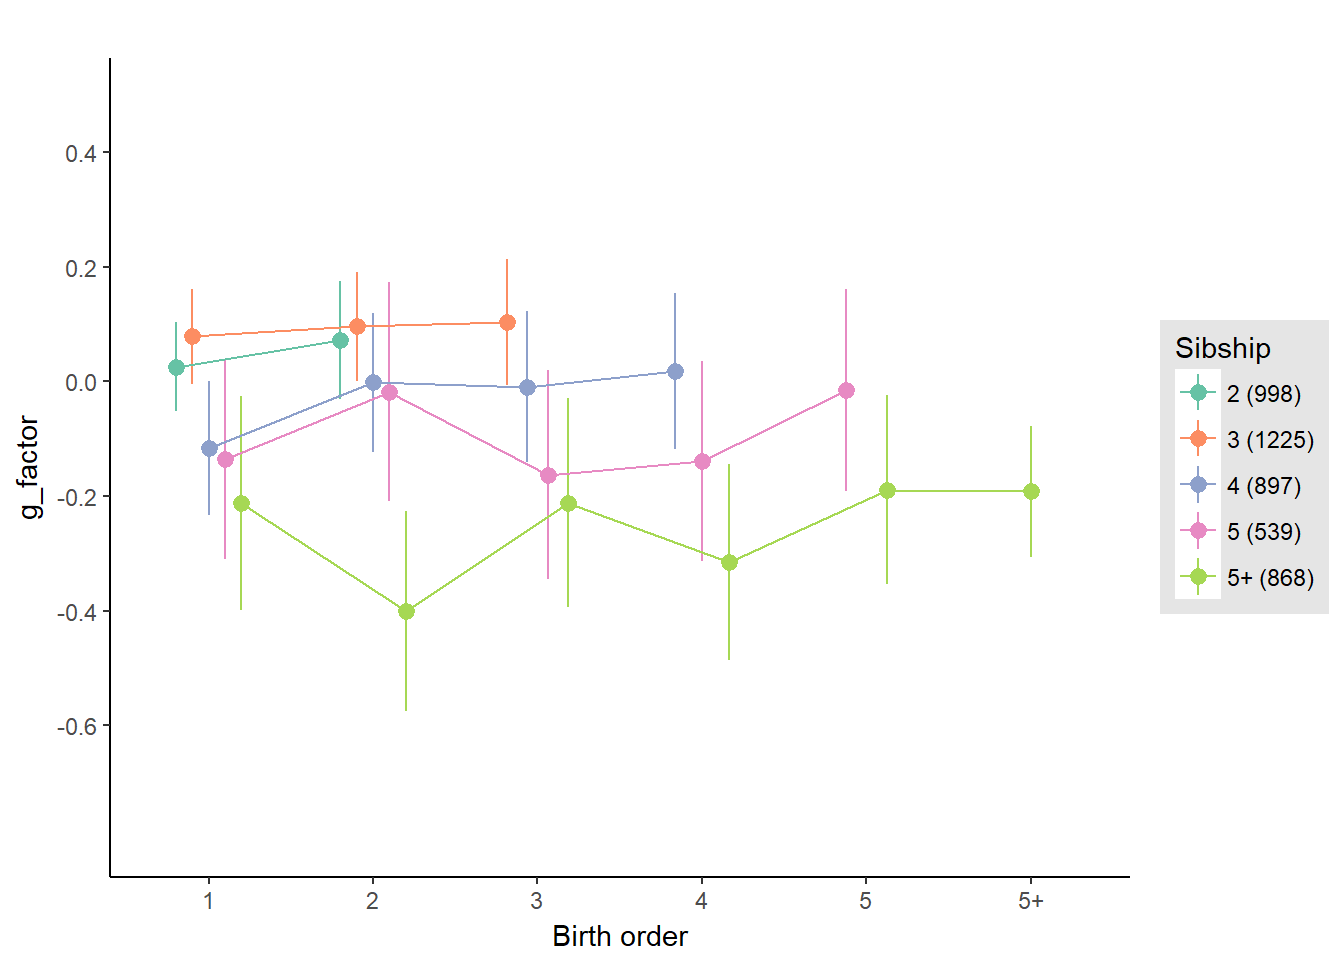 0.4
0.2
0.0
-0.2
-0.4
-0.6
g_factor
1 2 3 4 5 5+
Birth order
Sibship
2 (998)
3 (1225)
4 (897)
5 (539)
5+ (868)